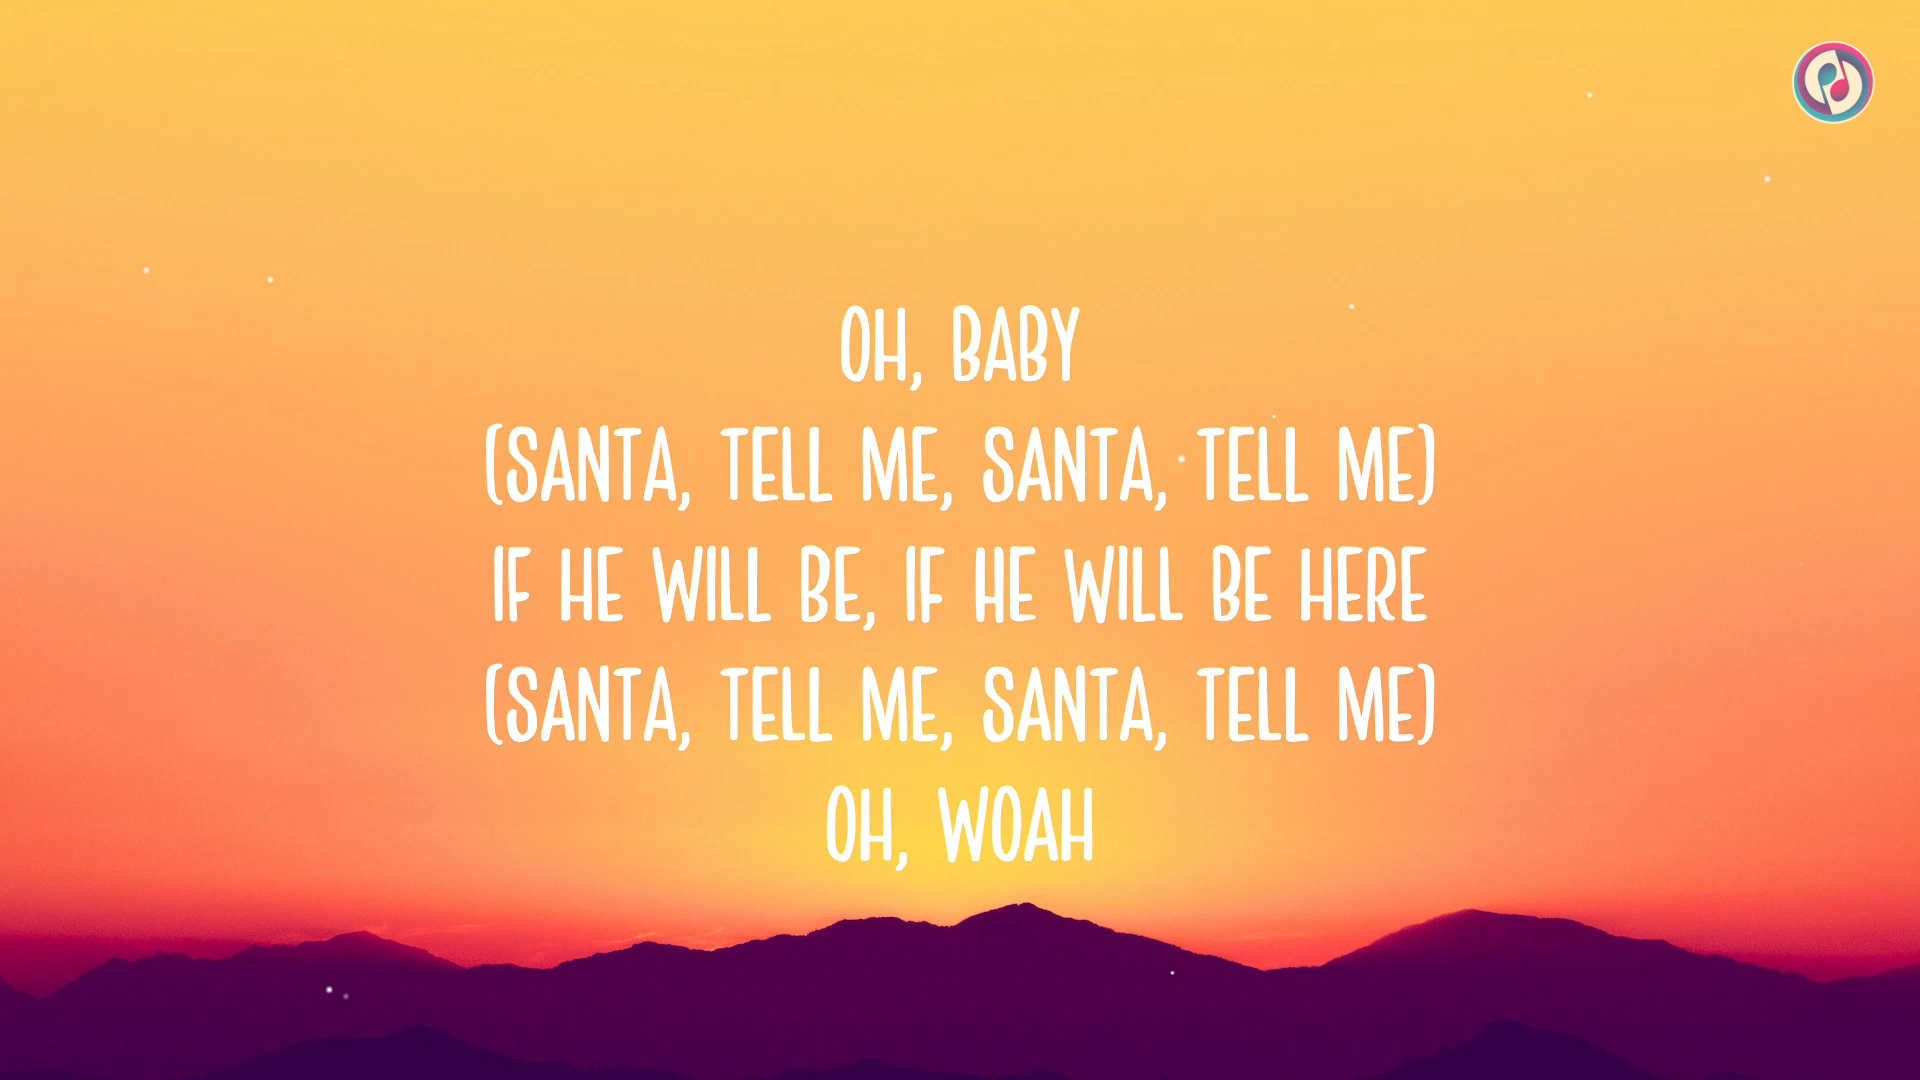 OH, BABY
(SANTA, TELL ME, SANTA, TELL ME)
IF HE WILL BE, IF HE WILL BE HERE
(SANTA, TELL ME, SANTA, TELL ME)
OH, WOAH